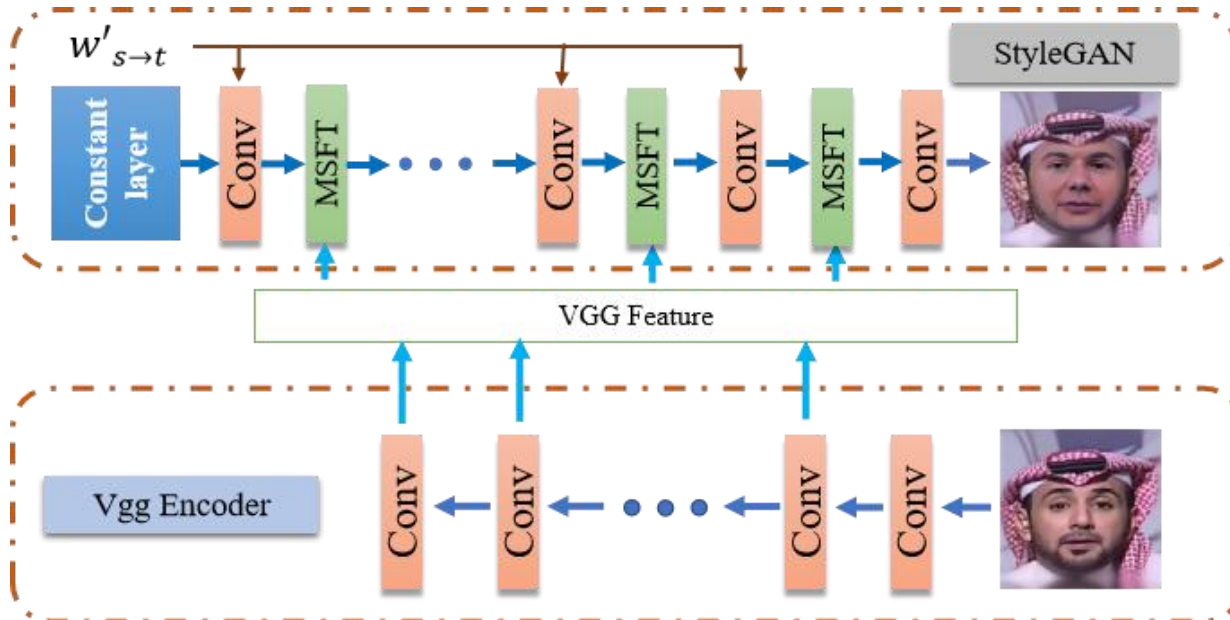 w'ₛ→ₜ
StyleGAN
Constant
layer
Conv
MSFT
Conv
MSFT
Conv
MSFT
Conv
VGG Feature
Vgg Encoder
Conv
Conv
Conv
Conv